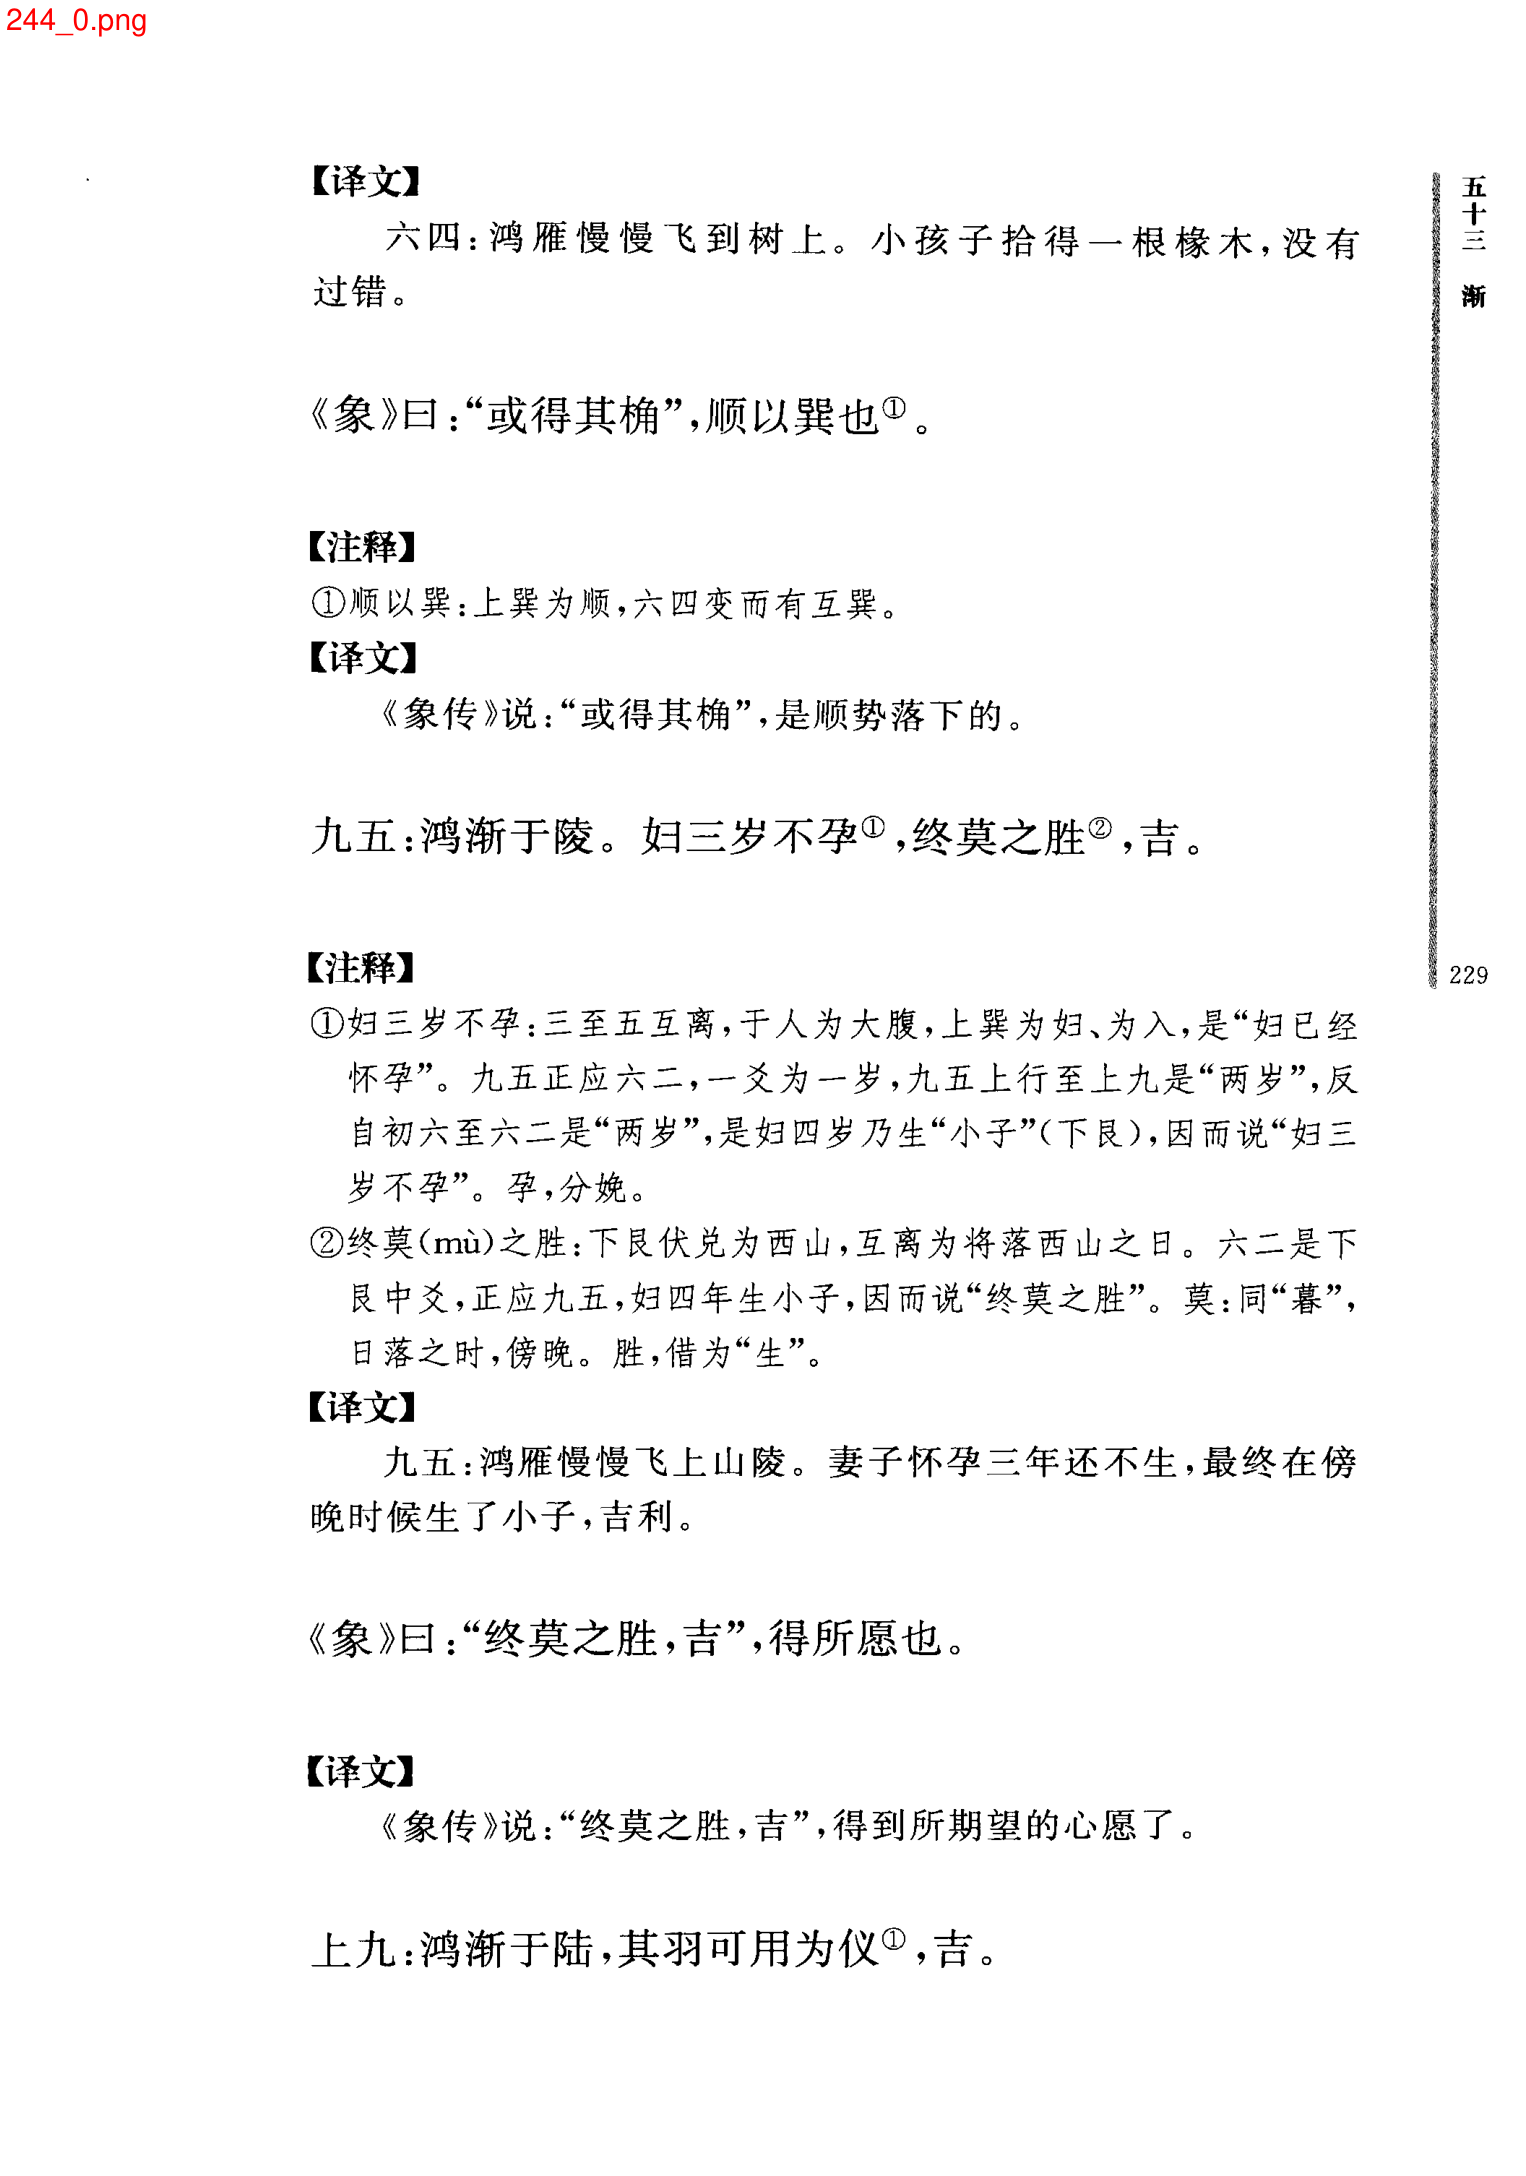 244_0.png
【译文】
六四：鸿雁慢慢飞到树上。小孩子拾得一根椽木，没有
过错。
《象》曰：“或得其桷”，顺以巽也①。
【注释】
①顺以巽：上巽为顺，六四变而有互巽。
【译文】
《象传》说：“或得其桷”，是顺势落下的。
九五：鸿渐于陵。妇三岁不孕①，终莫之胜②，吉。
【注释】
①妇三岁不孕：三至五互离，于人为大腹，上巽为妇、为入，是“妇已经
怀孕”。九五正应六二，一爻为一岁，九五上行至上九是“两岁”，反
自初六至六二是“两岁”，是妇四岁乃生“小子”（下艮），因而说“妇三
岁不孕”。孕，分娩。
②终莫（mù）之胜：下艮伏兑为西山，互离为将落西山之日。六二是下
艮中爻，正应九五，妇四年生小子，因而说“终莫之胜”。莫：同“暮”，
日落之时，傍晚。胜，借为“生”。
【译文】
九五：鸿雁慢慢飞上山陵。妻子怀孕三年还不生，最终在傍
晚时候生了小子，吉利。
《象》曰：“终莫之胜，吉”，得所愿也。
【译文】
《象传》说：“终莫之胜，吉”，得到所期望的心愿了。
上九：鸿渐于陆，其羽可用为仪①，吉。
五十三 渐
229